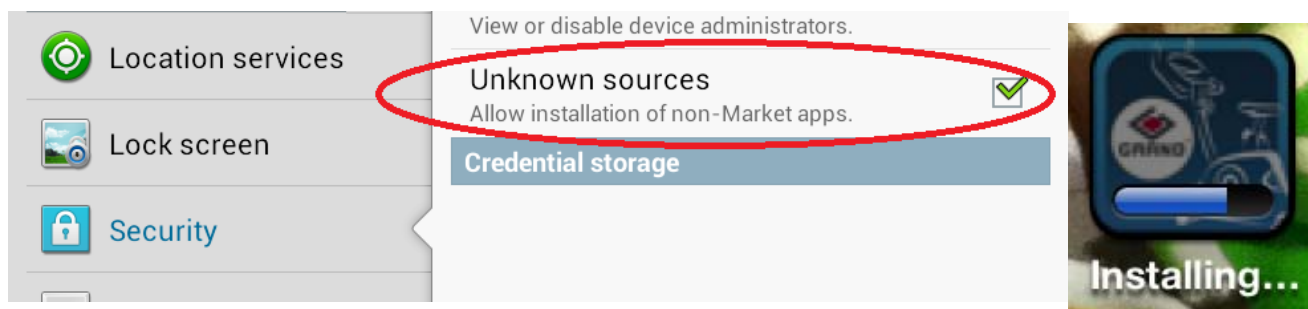 Location services
Lock screen
Security
View or disable device administrators.
Unknown sources
Allow installation of non-Market apps.
Credential storage
GRAND
Installing...